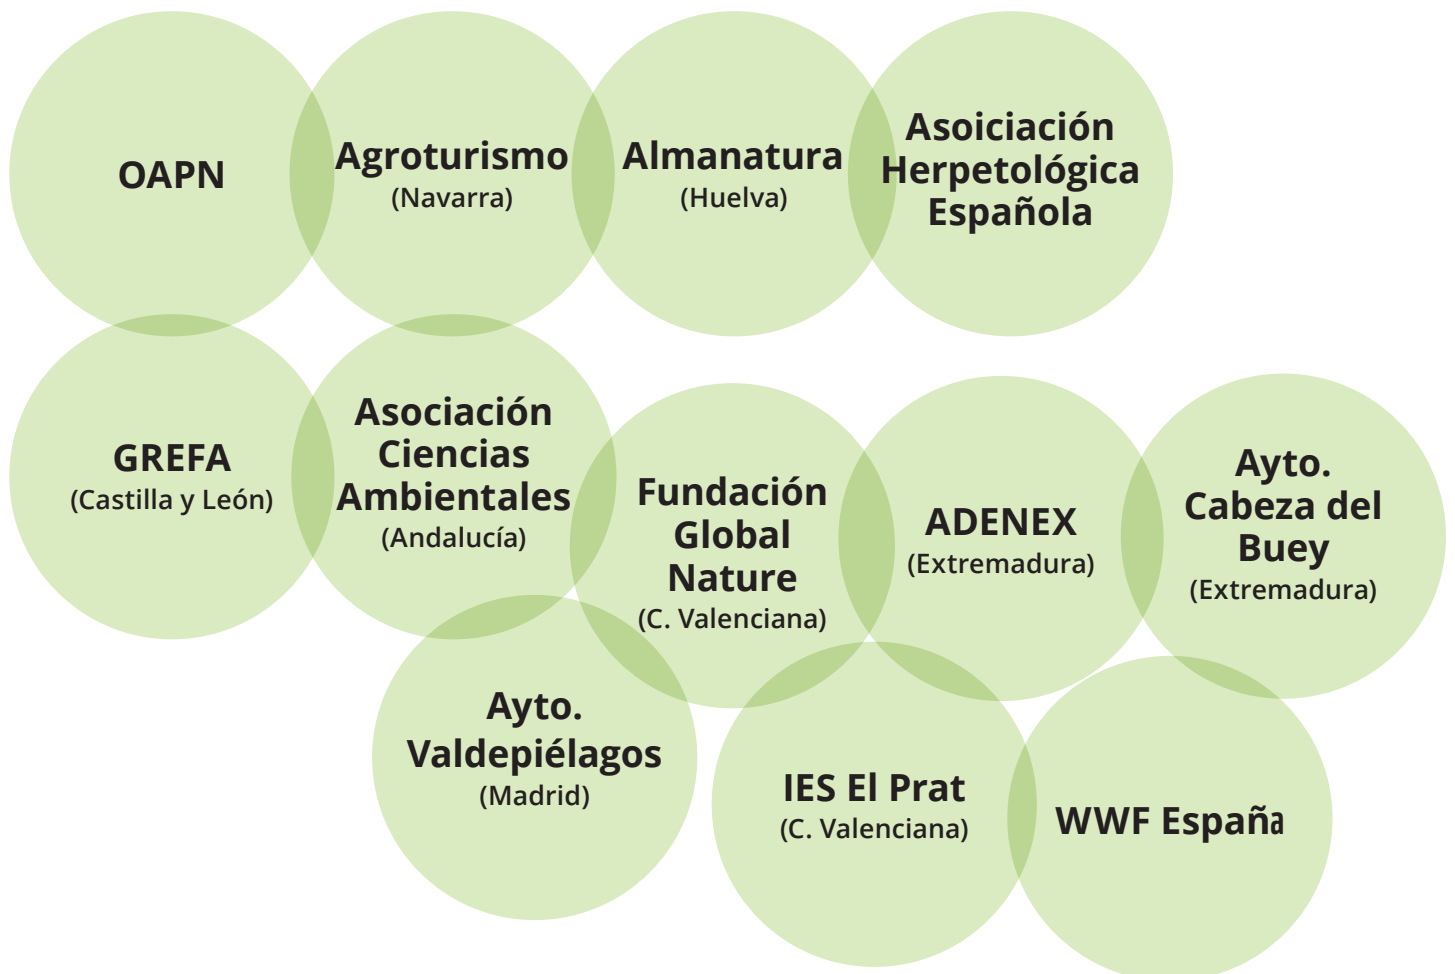 OAPN
Agroturismo
(Navarra)
Almanatura
(Huelva)
Asoiciación
Herpetológica
Española
GREFA
(Castilla y León)
Asociación
Ciencias
Ambientales
(Andalucía)
Fundación
Global
Nature
(C. Valenciana)
ADENEX
(Extremadura)
Ayto.
Cabeza del
Buey
(Extremadura)
Ayto.
Valdepiélagos
(Madrid)
IES El Prat
(C. Valenciana)
WWF España